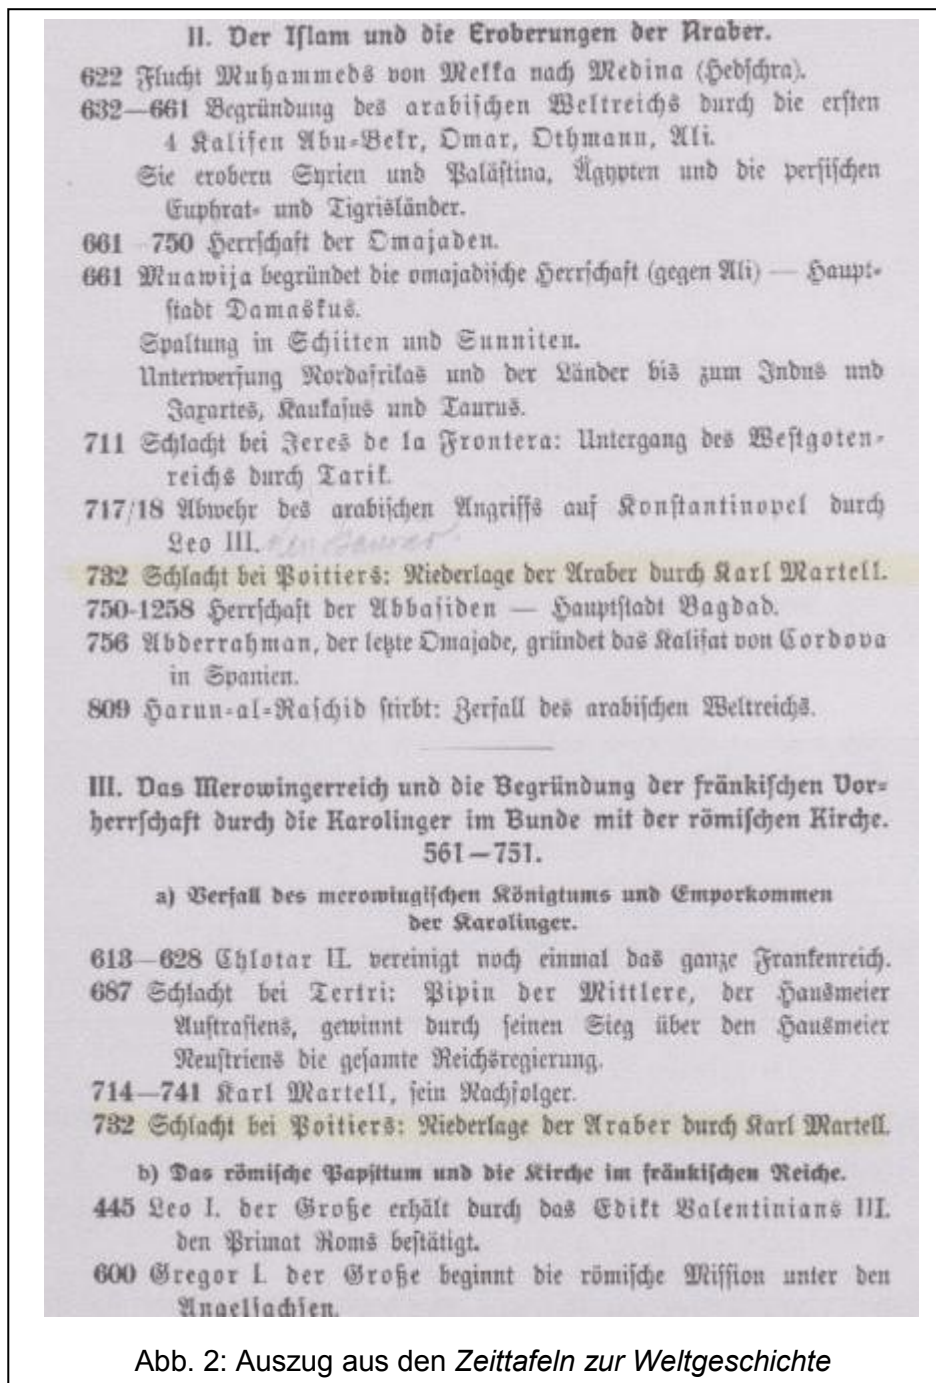 II. Der Islam und die Eroberungen der Araber.
622 Flucht Muhammeds von Mekka nach Medina (Hedschra).
632—661 Begründung des arabischen Weltreichs durch die ersten
4 Kalifen Abu-Bekr, Omar, Othmann, Ali.
Sie erobern Syrien und Palästina, Ägypten und die persischen
Euphrat- und Tigrisländer.
661—750 Herrschaft der Omajaden.
661 Muawija begründet die omajadische Herrschaft (gegen Ali) — Haupt-
stadt Damaskus.
Spaltung in Schiiten und Sunniten.
Unterwerfung Nordafrikas und der Länder bis zum Indus und
Jaxartes, Kaukasus und Taurus.
711 Schlacht bei Jeres de la Frontera: Untergang des Westgoten-
reichs durch Tarik.
717/18 Abwehr des arabischen Angriffs auf Konstantinopel durch
Leo III.
732 Schlacht bei Poitiers: Niederlage der Araber durch Karl Martell.
750-1258 Herrschaft der Abbasiden — Hauptstadt Bagdad.
756 Abderrahman, der letzte Omajade, gründet das Kalifat von Cordova
in Spanien.
809 Harun-al-Raschid stirbt: Zerfall des arabischen Weltreichs.
III. Das Merowingerreich und die Begründung der fränkischen Vor-
herrschaft durch die Karolinger im Bunde mit der römischen Kirche.
561—751.
a) Verfall des merowingischen Königtums und Emporkommen
der Karolinger.
613—628 Chlotar II. vereinigt noch einmal das ganze Frankenreich.
687 Schlacht bei Tertri: Pipin der Mittlere, der Hausmeier
Austrasiens, gewinnt durch seinen Sieg über den Hausmeier
Neustriens die gesamte Reichsregierung.
714—741 Karl Martell, sein Nachfolger.
732 Schlacht bei Poitiers: Niederlage der Araber durch Karl Martell.
b) Das römische Papsttum und die Kirche im fränkischen Reiche.
445 Leo I. der Große erhält durch das Edikt Valentinians III.
den Primat Roms bestätigt.
600 Gregor I. der Große beginnt die römische Mission unter den
Angelsachsen.
Abb. 2: Auszug aus den Zeittafeln zur Weltgeschichte